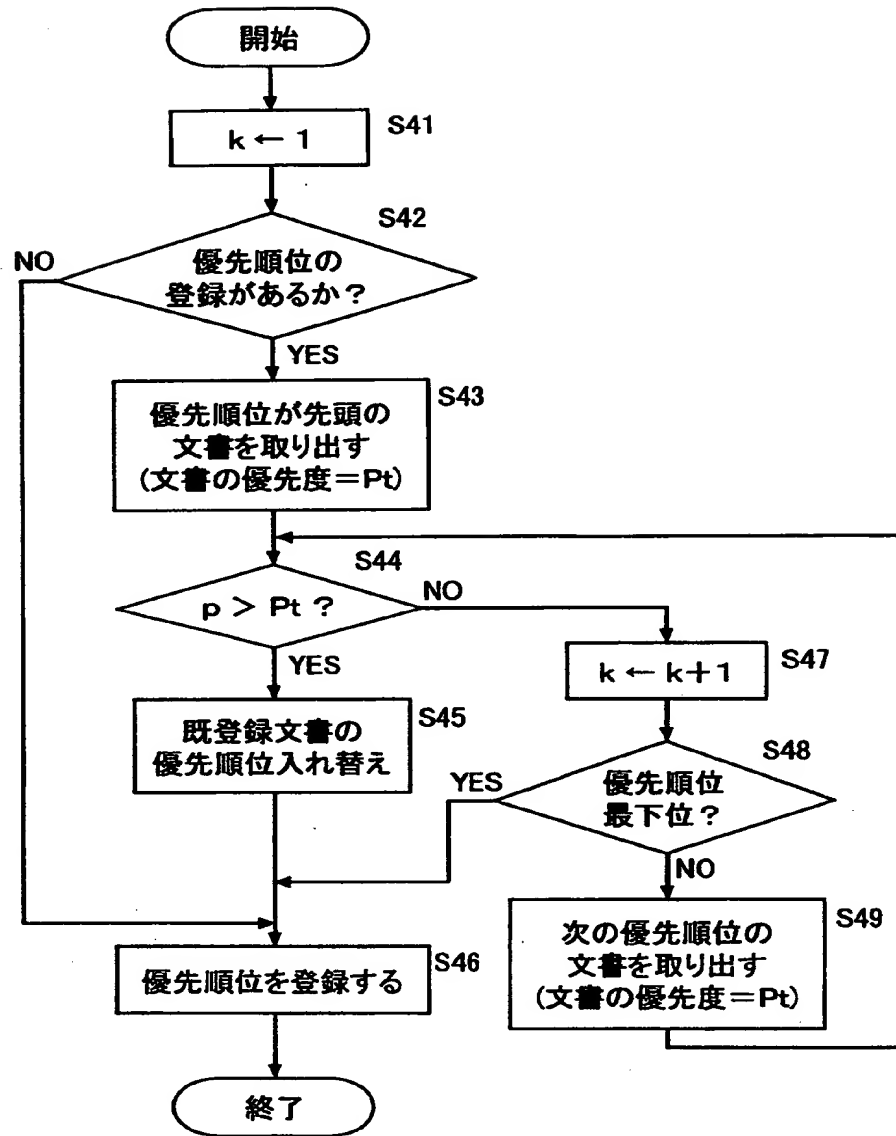 開始
k ← 1
S41
S42
NO
優先順位の
登録があるか？
YES
S43
優先順位が先頭の
文書を取り出す
(文書の優先度＝Pt)
S44
p > Pt ?
NO
YES
k ← k＋1
S47
S45
既登録文書の
優先順位入れ替え
S48
YES
優先順位
最下位？
NO
S49
次の優先順位の
文書を取り出す
(文書の優先度＝Pt)
S46
優先順位を登録する
終了